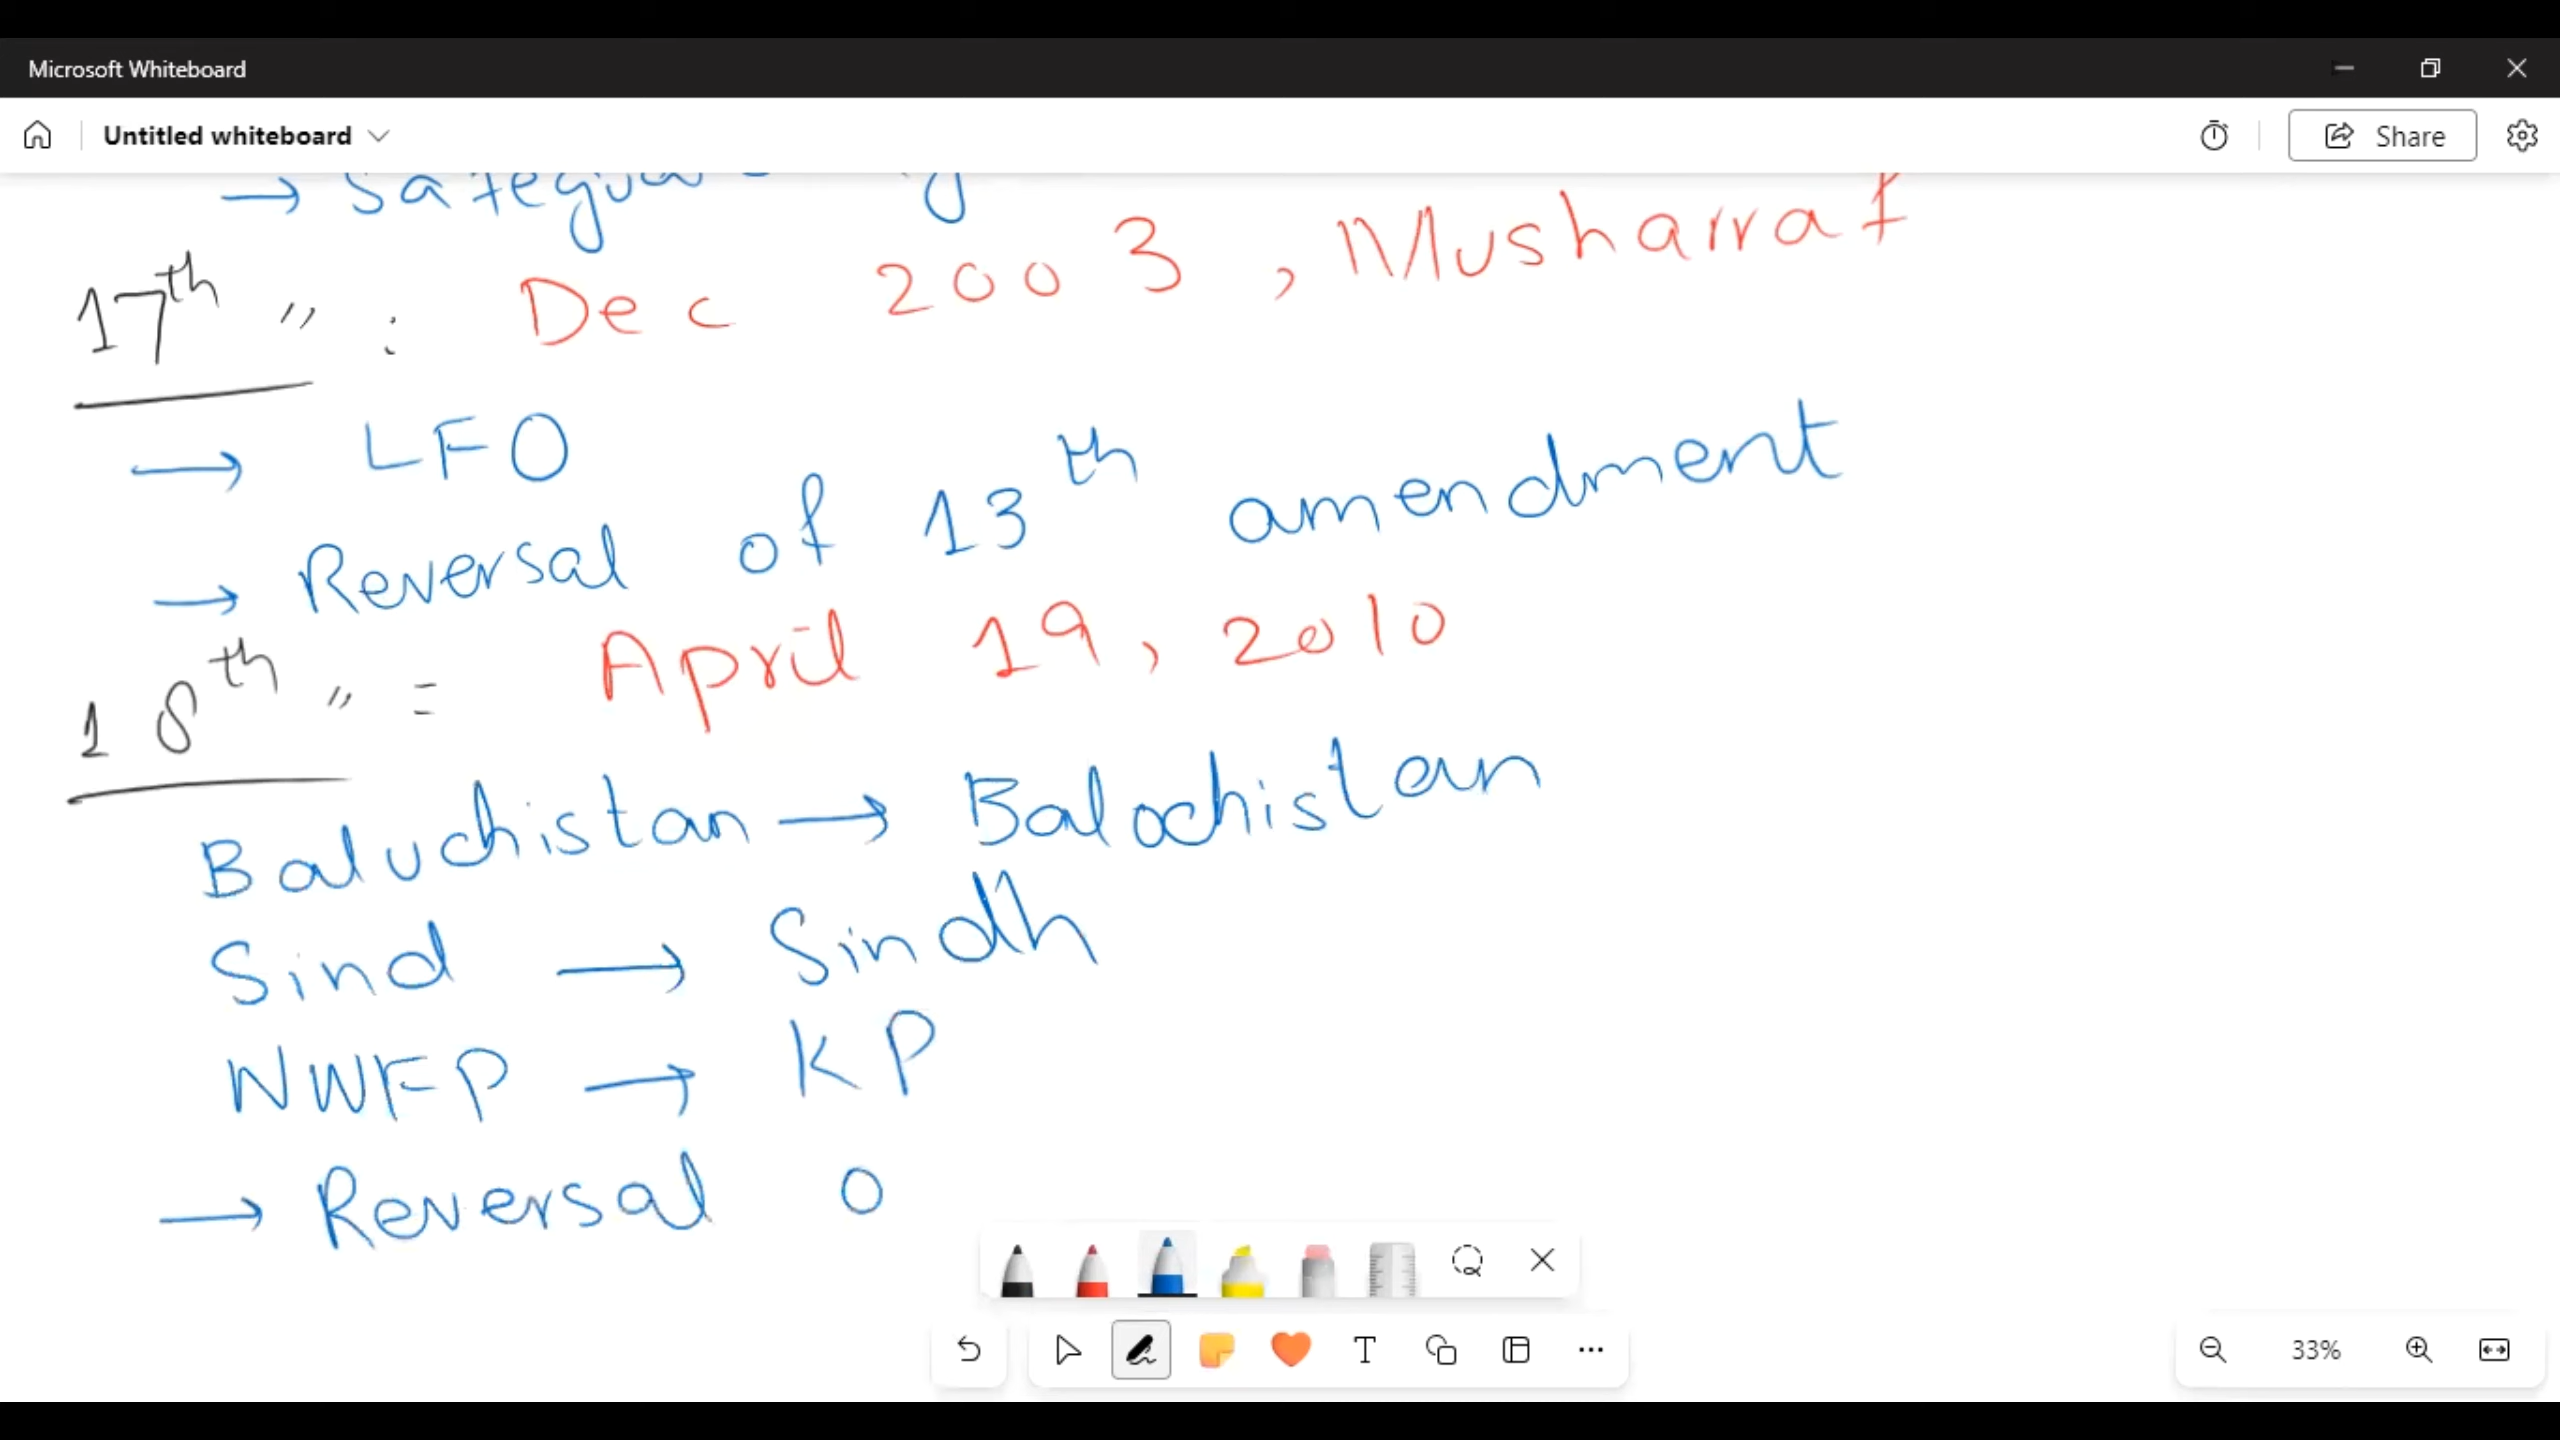 Microsoft Whiteboard
Untitled whiteboard
Share
17th " : Dec 2003, Musharraf
→ LFO
→ Reversal of 13th amendment
18th " = April 19, 2010
Baluchistan → Balochistan
Sind → Sindh
NWFP → KP
→ Reversal o
33%